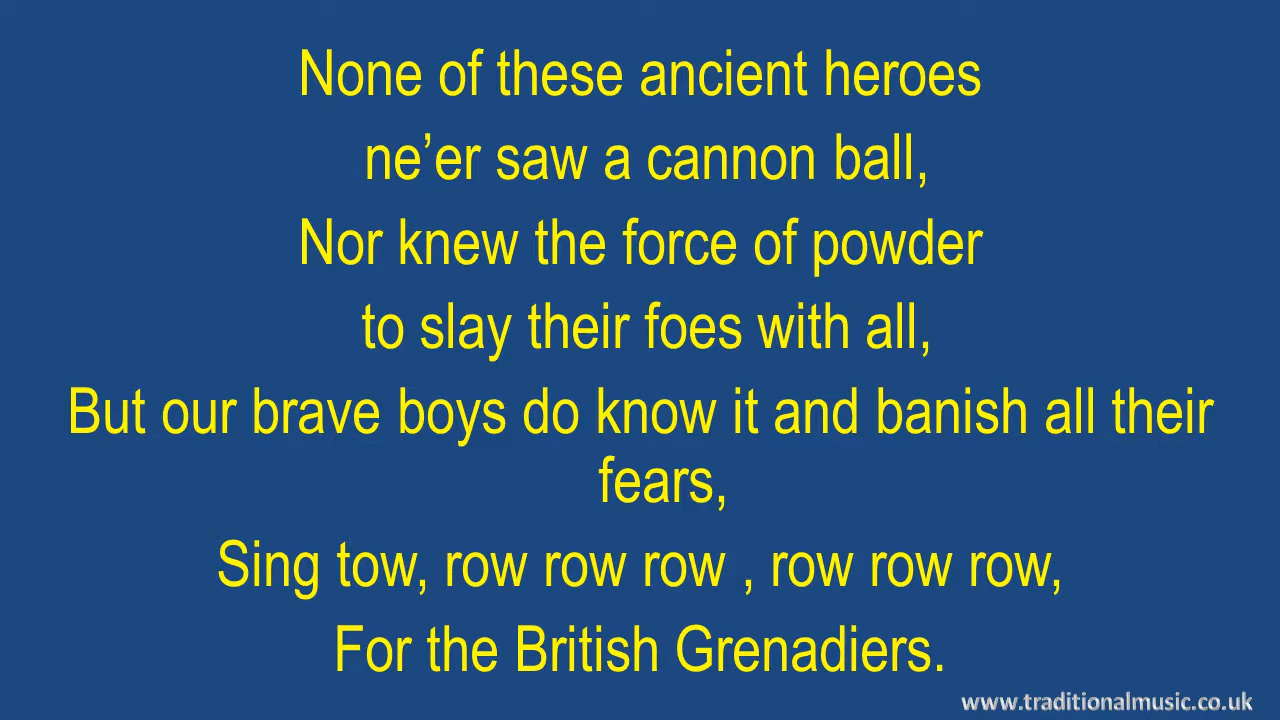 None of these ancient heroes
ne’er saw a cannon ball,
Nor knew the force of powder
to slay their foes with all,
But our brave boys do know it and banish all their
fears,
Sing tow, row row row , row row row,
For the British Grenadiers.
www.traditionalmusic.co.uk